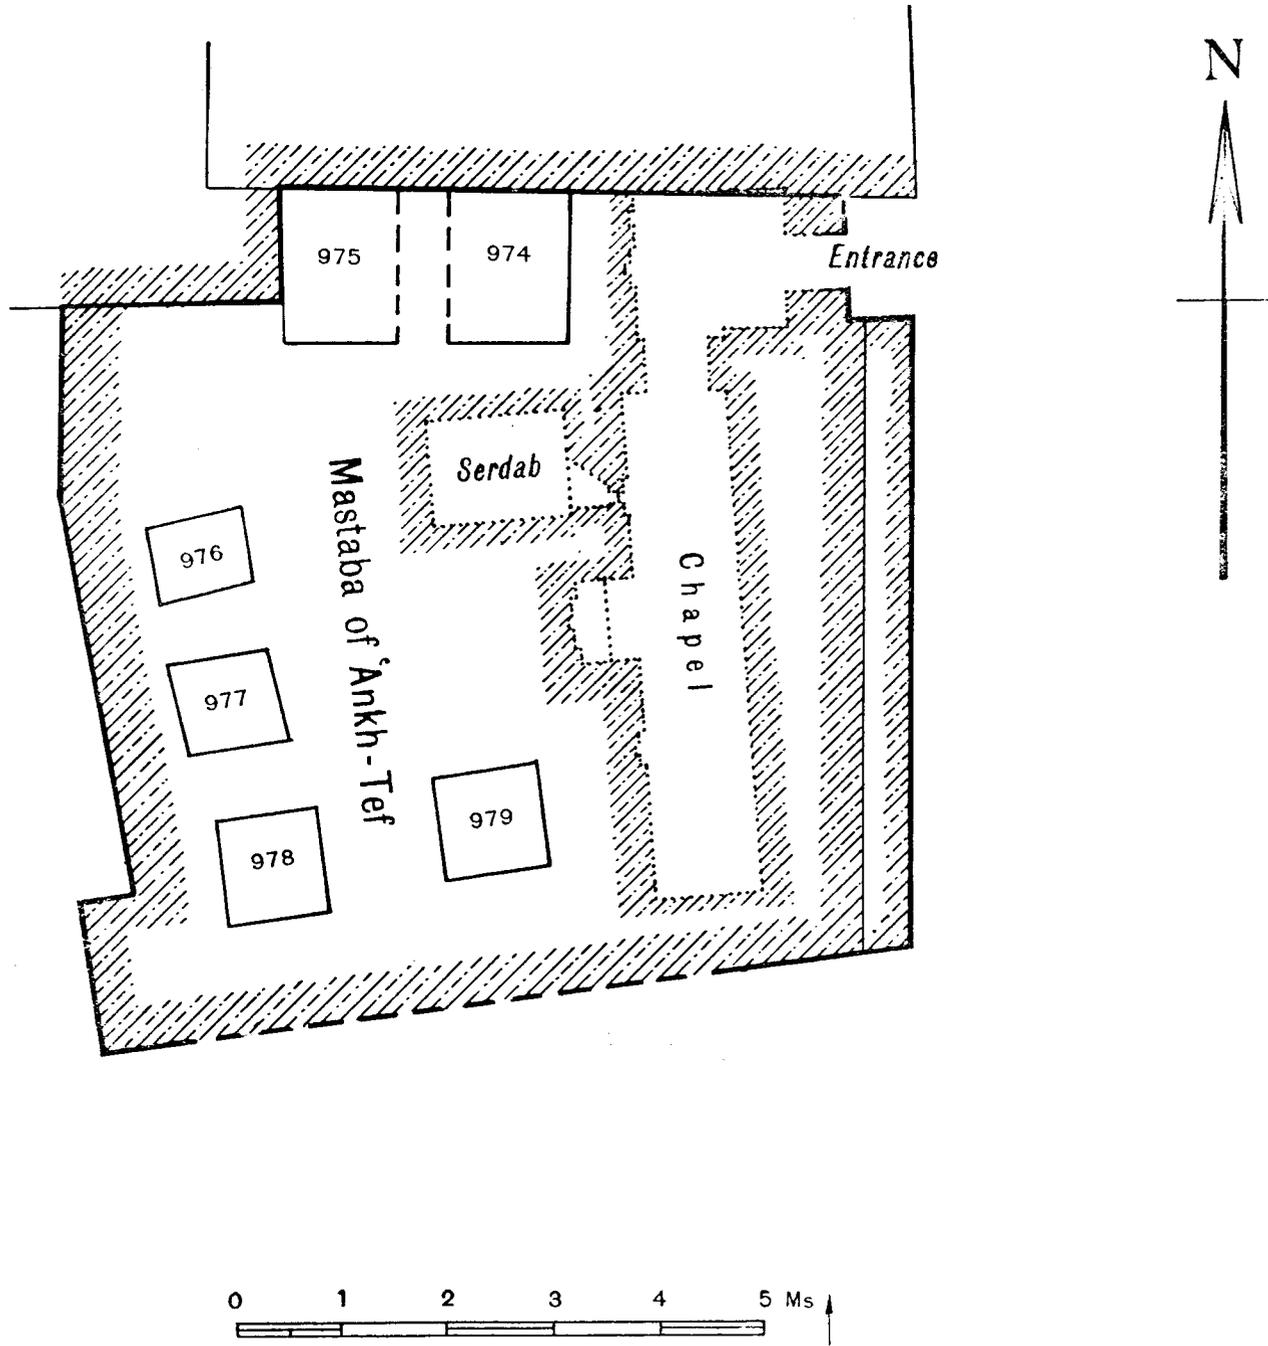 N
975
974
Entrance
Serdab
Mastaba of ‘Ankh-Tef
976
Chapel
977
979
978
0 1 2 3 4 5 Ms